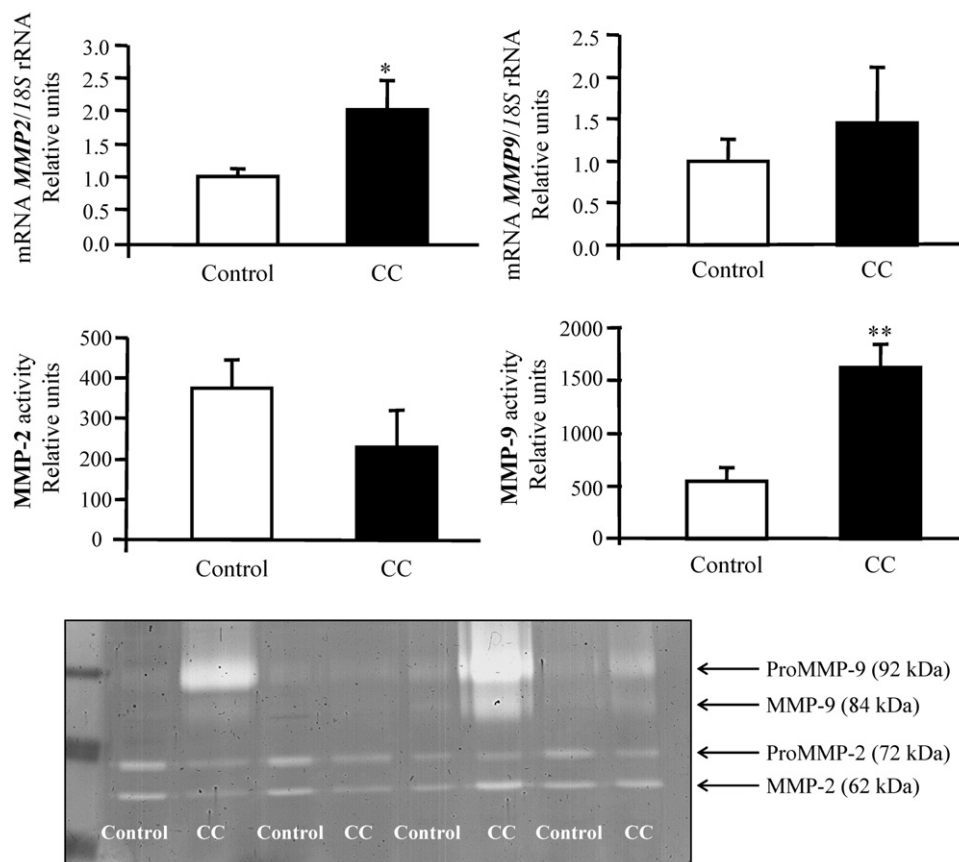 mRNA MMP2/18S rRNA
Relative units
3.0
2.5
2.0
1.5
1.0
0.5
0.0
*
Control CC
mRNA MMP9/18S rRNA
Relative units
2.5
2.0
1.5
1.0
0.5
0.0
Control CC
MMP-2 activity
Relative units
500
400
300
200
100
0
Control CC
MMP-9 activity
Relative units
2000
1500
1000
500
0
**
Control CC
ProMMP-9 (92 kDa)
MMP-9 (84 kDa)
ProMMP-2 (72 kDa)
MMP-2 (62 kDa)
Control CC Control CC Control CC Control CC